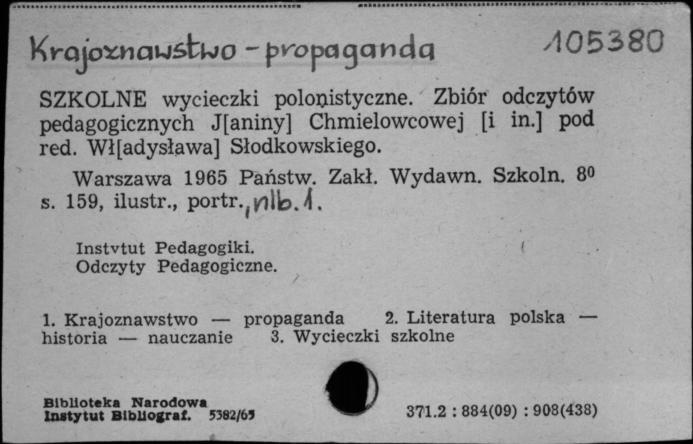 Krajoznawstwo - propaganda
105380
SZKOLNE wycieczki polonistyczne. Zbiór odczytów
pedagogicznych J[aniny] Chmielowcowej [i in.] pod
red. Wł[adysława] Słodkowskiego.
Warszawa 1965 Państw. Zakł. Wydawn. Szkoln. 8⁰
s. 159, ilustr., portr., nlb. 1.
Instytut Pedagogiki.
Odczyty Pedagogiczne.
1. Krajoznawstwo — propaganda 2. Literatura polska —
historia — nauczanie 3. Wycieczki szkolne
Biblioteka Narodowa
Instytut Bibliograf. 5382/65
371.2 : 884(09) : 908(438)